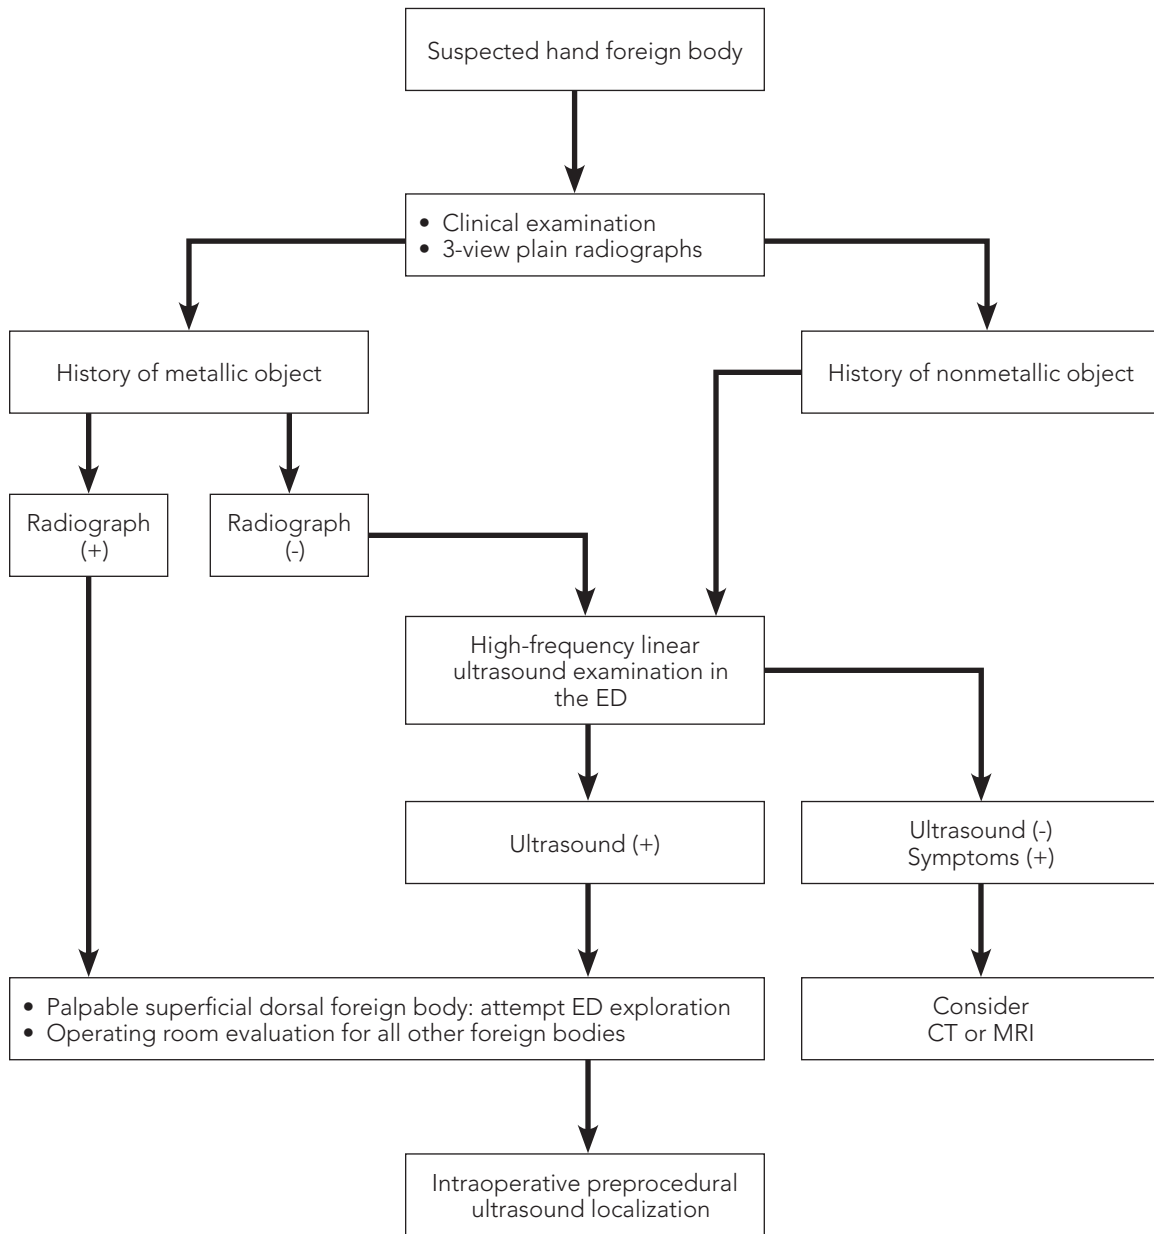 Suspected hand foreign body
• Clinical examination
• 3-view plain radiographs
History of metallic object
History of nonmetallic object
Radiograph
(+)
Radiograph
(-)
High-frequency linear
ultrasound examination in
the ED
Ultrasound (+)
Ultrasound (-)
Symptoms (+)
• Palpable superficial dorsal foreign body: attempt ED exploration
• Operating room evaluation for all other foreign bodies
Consider
CT or MRI
Intraoperative preprocedural
ultrasound localization